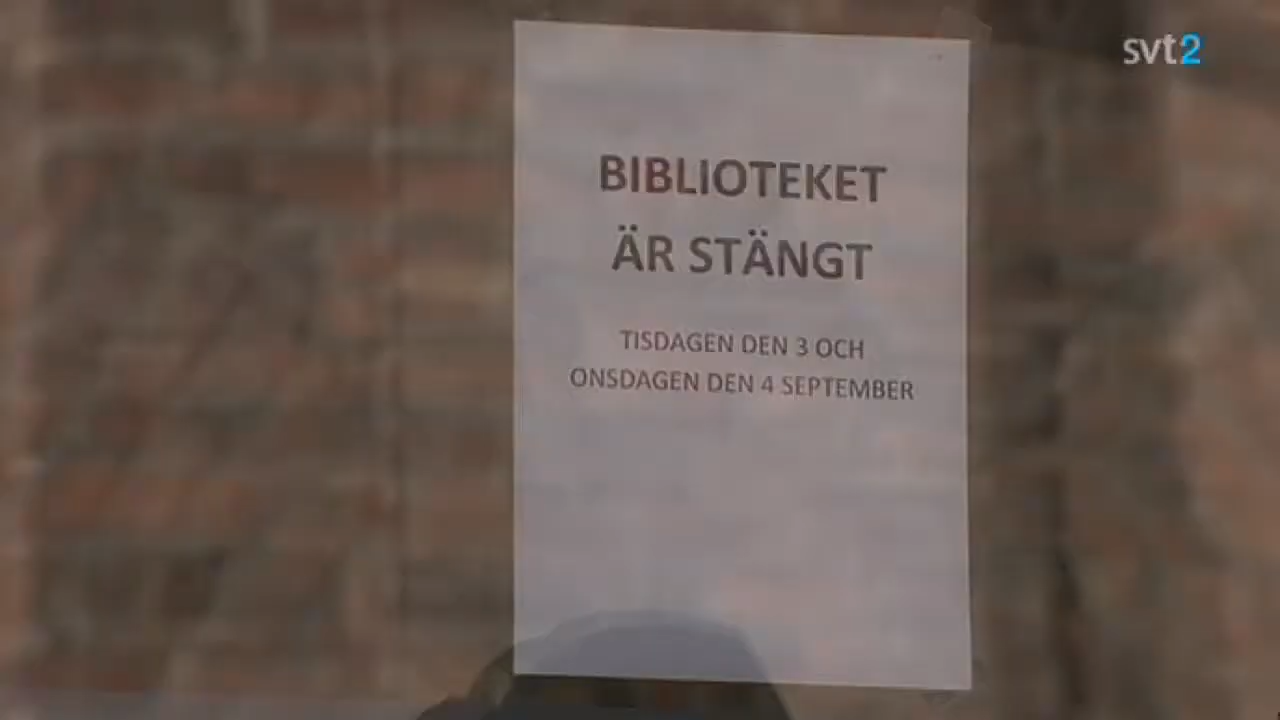 svt2
BIBLIOTEKET
ÄR STÄNGT
TISDAGEN DEN 3 OCH
ONSDAGEN DEN 4 SEPTEMBER